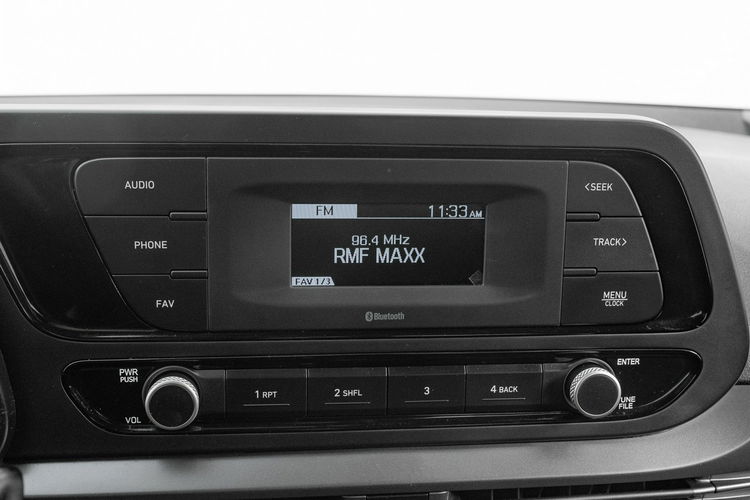 AUDIO
PHONE
FAV
FM 11:33 AM
96.4 MHz
RMF MAXX
FAV 1/3
Bluetooth
<SEEK
TRACK>
MENU
CLOCK
PWR
PUSH
VOL
1 RPT
2 SHFL
3
4 BACK
ENTER
TUNE
FILE